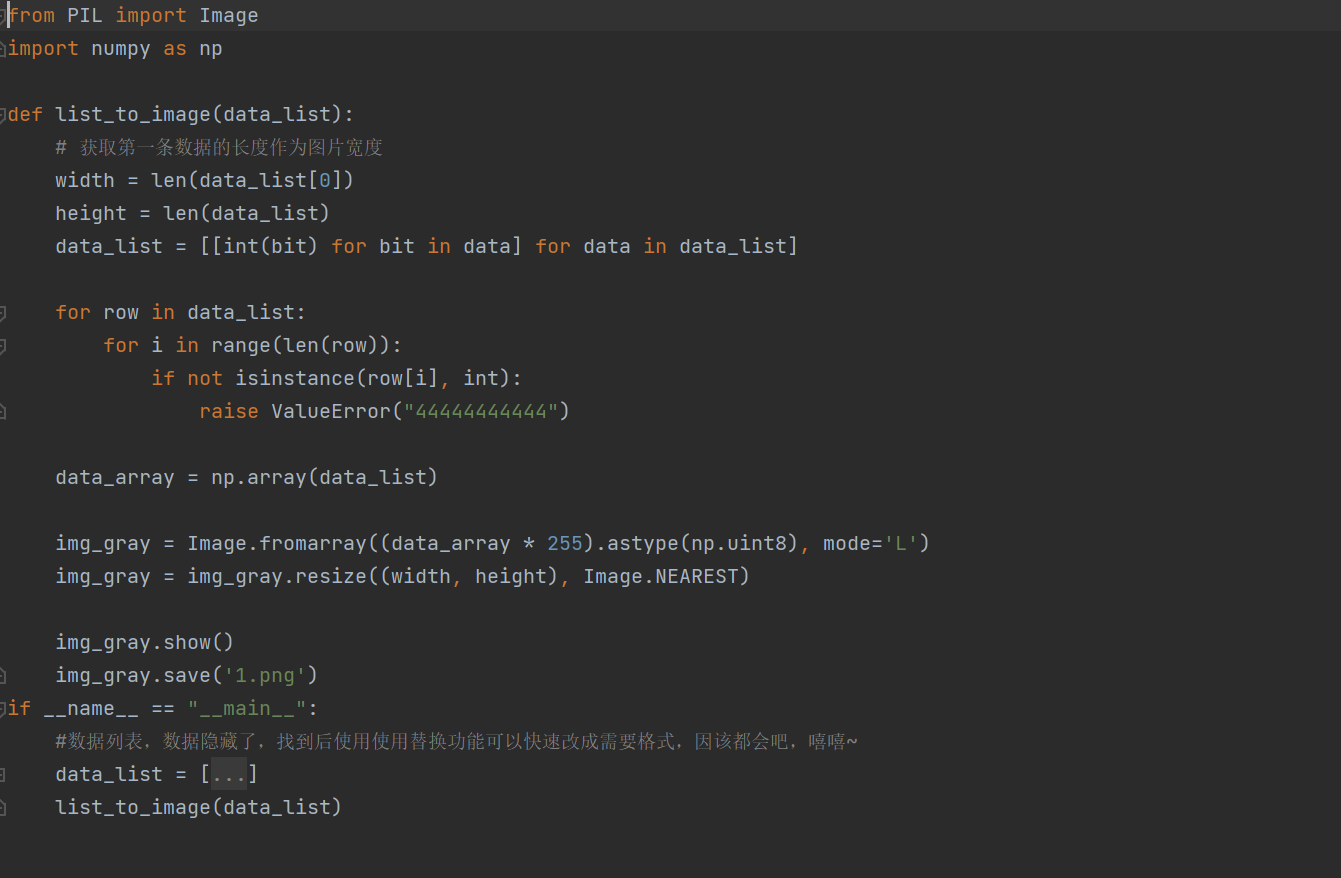 from PIL import Image
import numpy as np
def list_to_image(data_list):
    # 获取第一条数据的长度作为图片宽度
    width = len(data_list[0])
    height = len(data_list)
    data_list = [[int(bit) for bit in data] for data in data_list]
    for row in data_list:
        for i in range(len(row)):
            if not isinstance(row[i], int):
                raise ValueError("44444444444")
    data_array = np.array(data_list)
    img_gray = Image.fromarray((data_array * 255).astype(np.uint8), mode='L')
    img_gray = img_gray.resize((width, height), Image.NEAREST)
    img_gray.show()
    img_gray.save('1.png')
if __name__ == "__main__":
    #数据列表，数据隐藏了，找到后使用使用替换功能可以快速改成需要格式，因该都会吧，嘻嘻~
    data_list = [...]
    list_to_image(data_list)